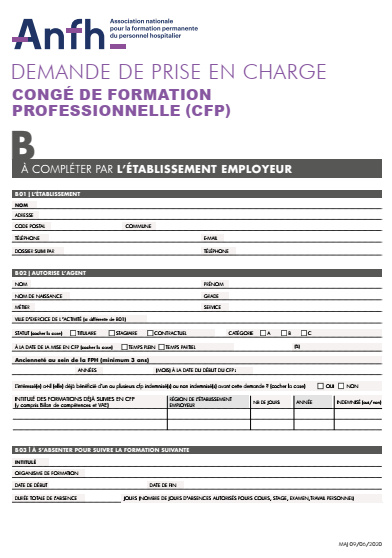 Anfh
Association nationale
pour la formation permanente
du personnel hospitalier
DEMANDE DE PRISE EN CHARGE
CONGÉ DE FORMATION
PROFESSIONNELLE (CFP)
B
À COMPLÉTER PAR L'ÉTABLISSEMENT EMPLOYEUR
B01 | L'ÉTABLISSEMENT
NOM
ADRESSE
CODE POSTAL COMMUNE
TÉLÉPHONE E-MAIL
DOSSIER SUIVI PAR TÉLÉPHONE
B02 | AUTORISE L'AGENT
NOM PRÉNOM
NOM DE NAISSANCE GRADE
MÉTIER SERVICE
VILLE D'EXERCICE DE L'ACTIVITÉ (si différente de B01)
STATUT (cocher la case) TITULAIRE STAGIAIRE CONTRACTUEL CATÉGORIE A B C
À LA DATE DE LA MISE EN CFP (cocher la case) TEMPS PLEIN TEMPS PARTIEL (%)
Ancienneté au sein de la FPH (minimum 3 ans)
ANNÉES (MOIS) À LA DATE DU DÉBUT DU CFP :
L'intéressé(e) a-t-il (elle) déjà bénéficié d'un ou plusieurs cfp indemnisé(s) ou non indemnisé(s) avant cette demande ? (cocher la case) OUI NON
INTITULÉ DES FORMATIONS DÉJÀ SUIVIES EN CFP
(y compris Bilan de compétences et VAE) RÉGION DE L'ÉTABLISSEMENT
EMPLOYEUR NB DE JOURS ANNÉE INDEMNISÉ (oui/non)
B03 | À S'ABSENTER POUR SUIVRE LA FORMATION SUIVANTE
INTITULÉ
ORGANISME DE FORMATION
DATE DE DÉBUT DATE DE FIN
DURÉE TOTALE DE L'ABSENCE JOURS (NOMBRE DE JOURS D'ABSENCES AUTORISÉS POUR COURS, STAGE, EXAMEN, TRAVAIL PERSONNEL)
MAJ 09/06/2020